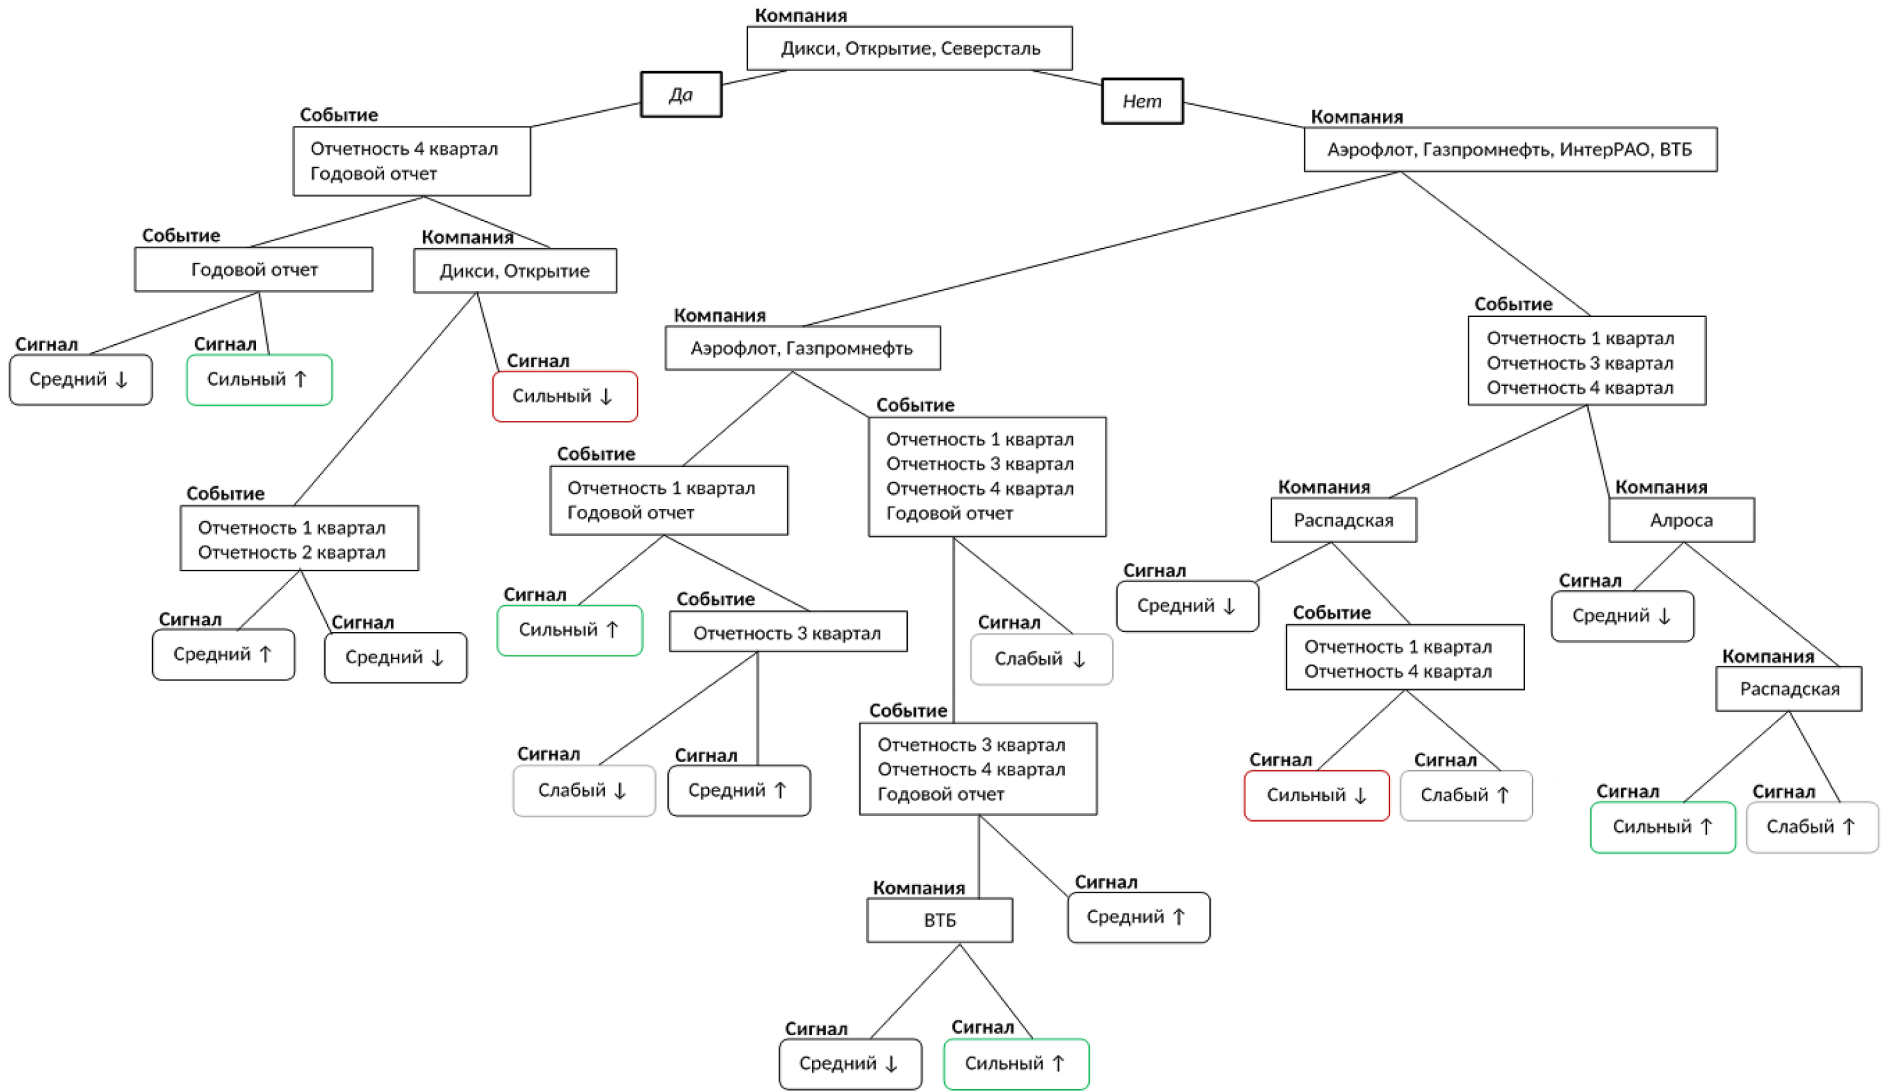 Компания
Дикси, Открытие, Северсталь
Да
Нет
Событие
Отчетность 4 квартал
Годовой отчет
Компания
Аэрофлот, Газпромнефть, ИнтерРАО, ВТБ
Событие
Годовой отчет
Компания
Дикси, Открытие
Сигнал
Средний ↓
Сигнал
Сильный ↑
Сигнал
Сильный ↓
Компания
Аэрофлот, Газпромнефть
Событие
Отчетность 1 квартал
Отчетность 3 квартал
Отчетность 4 квартал
Событие
Отчетность 1 квартал
Отчетность 3 квартал
Отчетность 4 квартал
Годовой отчет
Событие
Отчетность 1 квартал
Годовой отчет
Событие
Отчетность 1 квартал
Отчетность 2 квартал
Компания
Распадская
Компания
Алроса
Сигнал
Средний ↑
Сигнал
Средний ↓
Сигнал
Сильный ↑
Событие
Отчетность 3 квартал
Сигнал
Слабый ↓
Сигнал
Средний ↓
Событие
Отчетность 1 квартал
Отчетность 4 квартал
Сигнал
Средний ↓
Компания
Распадская
Сигнал
Слабый ↓
Сигнал
Средний ↑
Событие
Отчетность 3 квартал
Отчетность 4 квартал
Годовой отчет
Сигнал
Сильный ↓
Сигнал
Слабый ↑
Сигнал
Сильный ↑
Сигнал
Слабый ↑
Компания
ВТБ
Сигнал
Средний ↑
Сигнал
Средний ↓
Сигнал
Сильный ↑